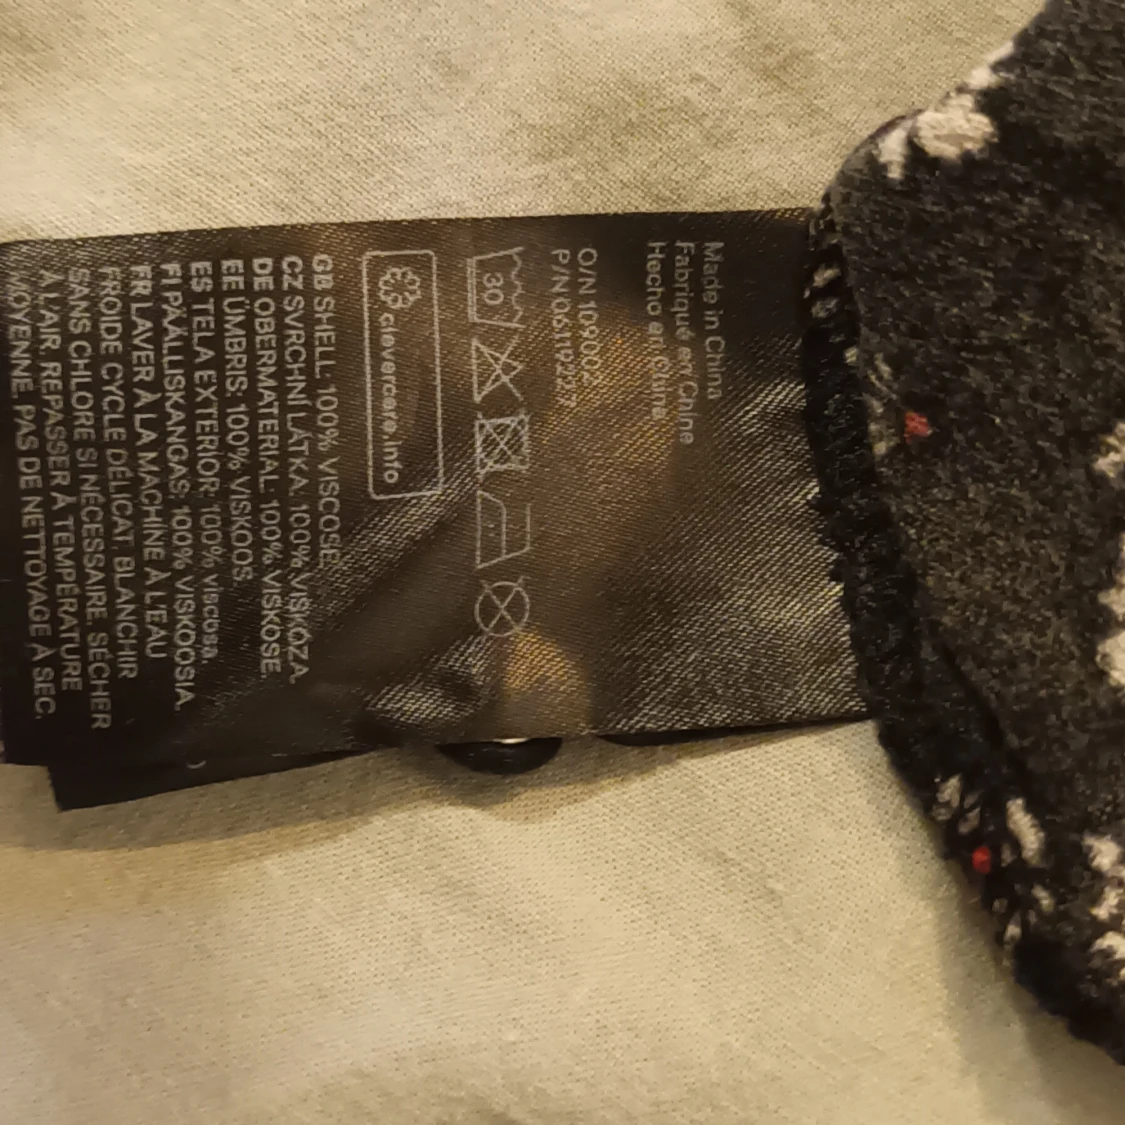 Made in China
Fabriqué en Chine
Hecho en China
O/N
P/N
30
clevercare.info
GB SHELL: 100% VISCOSE.
CZ SVRCHNÍ LÁTKA: 100% VISKÓZA.
DE OBERMATERIAL: 100% VISKOSE.
EE ÜMBRIS: 100% VISKOOS.
ES TELA EXTERIOR: 100% viscosa.
FI PÄÄLLISKANGAS: 100% VISKOOSIA.
FR LAVER À LA MACHINE À L'EAU
FROIDE CYCLE DÉLICAT. BLANCHIR
SANS CHLORE SI NÉCESSAIRE. SÉCHER
À L'AIR. REPASSER À TEMPÉRATURE
MOYENNE. PAS DE NETTOYAGE À SEC.